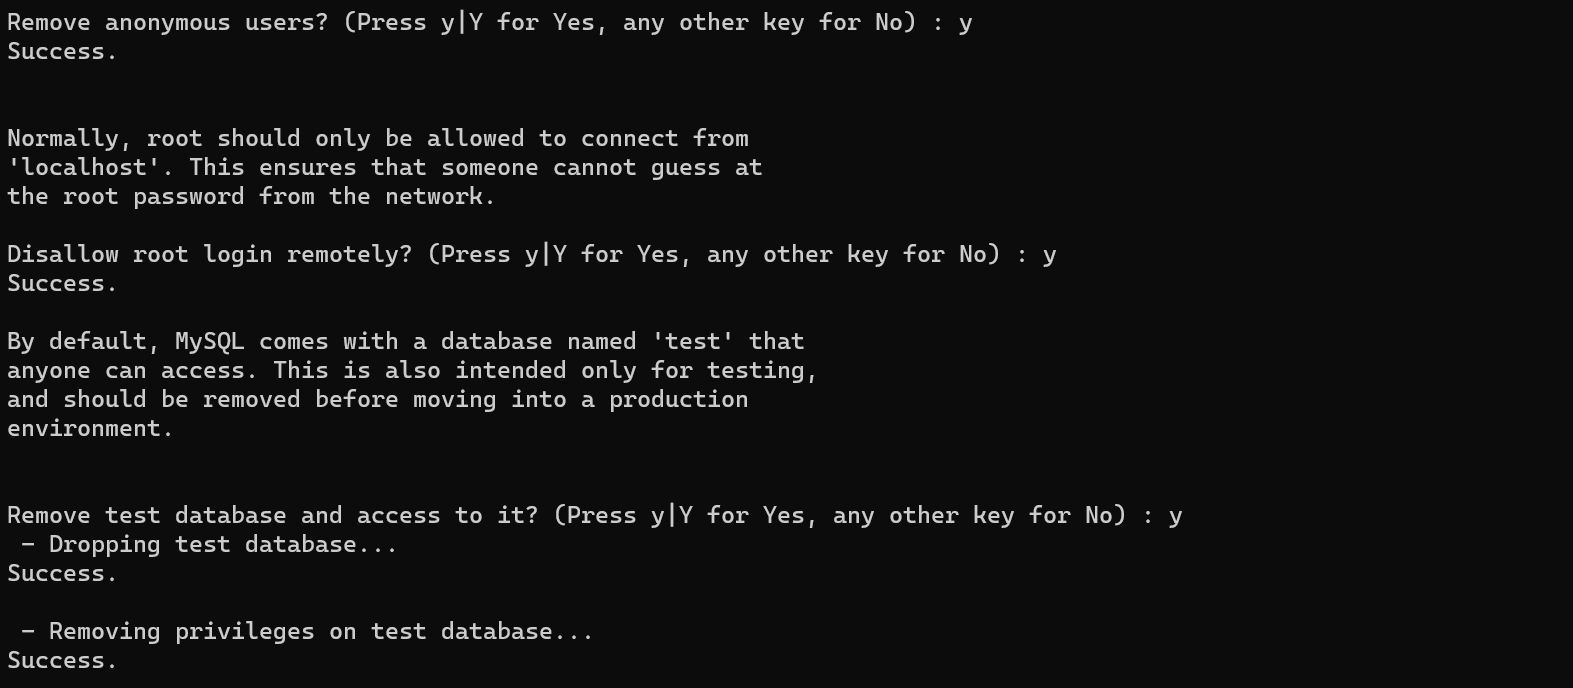 Remove anonymous users? (Press y|Y for Yes, any other key for No) : y
Success.
Normally, root should only be allowed to connect from
'localhost'. This ensures that someone cannot guess at
the root password from the network.
Disallow root login remotely? (Press y|Y for Yes, any other key for No) : y
Success.
By default, MySQL comes with a database named 'test' that
anyone can access. This is also intended only for testing,
and should be removed before moving into a production
environment.
Remove test database and access to it? (Press y|Y for Yes, any other key for No) : y
 - Dropping test database...
Success.
 - Removing privileges on test database...
Success.